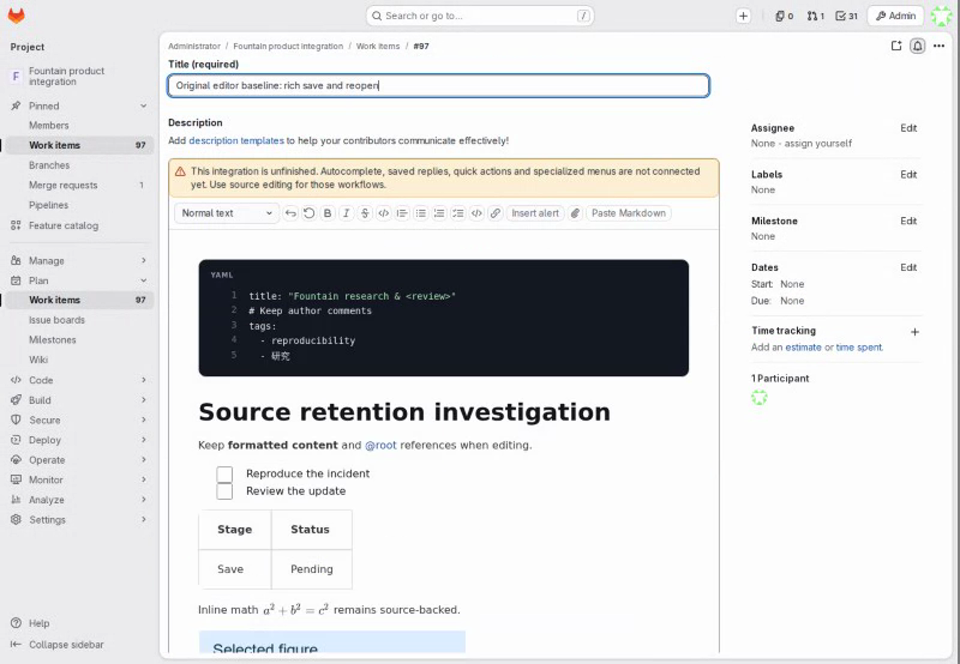 Search or go to...
/
0
1
31
Admin
Project
F
Fountain product
integration
Pinned
Members
Work items 97
Branches
Merge requests 1
Pipelines
Feature catalog
Manage
Plan
Work items 97
Issue boards
Milestones
Wiki
Code
Build
Secure
Deploy
Operate
Monitor
Analyze
Settings
Help
Collapse sidebar
Administrator / Fountain product integration / Work items / #97
Title (required)
Original editor baseline: rich save and reopen
Description
Add description templates to help your contributors communicate effectively!
This integration is unfinished. Autocomplete, saved replies, quick actions and specialized menus are not connected
yet. Use source editing for those workflows.
Normal text
Insert alert
Paste Markdown
YAML
1 title: "Fountain research & <review>"
2 # Keep author comments
3 tags:
4 - reproducibility
5 - 研究
Source retention investigation
Keep formatted content and @root references when editing.
Reproduce the incident
Review the update
Stage Status
Save Pending
Inline math a² + b² = c² remains source-backed.
Selected figure
Assignee Edit
None - assign yourself
Labels Edit
None
Milestone Edit
None
Dates Edit
Start: None
Due: None
Time tracking
Add an estimate or time spent.
1 Participant